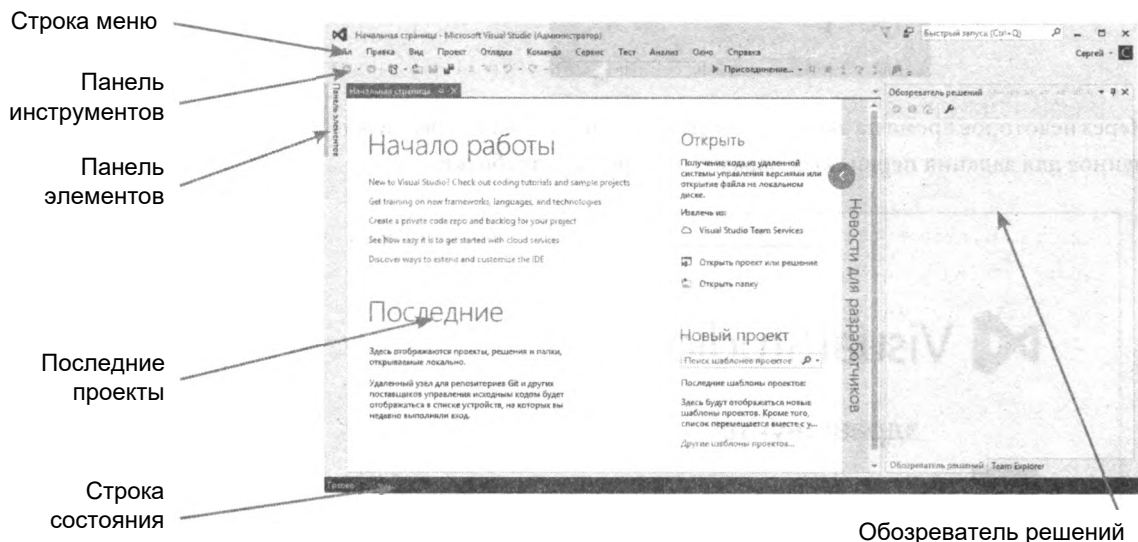 Строка меню
Панель
инструментов
Панель
элементов
Последние
проекты
Строка
состояния
Обозреватель решений
Начальная страница - Microsoft Visual Studio (Администратор)
Быстрый запуск (Ctrl+Q)
Файл Правка Вид Проект Отладка Команда Сервис Тест Анализ Окно Справка
Сергей
Присоединение...
Панель элементов
Начальная страница
Начало работы
New to Visual Studio? Check out coding tutorials and sample projects
Get training on new frameworks, languages, and technologies
Create a private code repo and backlog for your project
See how easy it is to get started with cloud services
Discover ways to extend and customize the IDE
Последние
Здесь отображаются проекты, решения и папки,
открываемые локально.
Удаленный узел для репозиториев Git и других
поставщиков управления исходным кодом будет
отображаться в списке устройств, на которых вы
недавно выполняли вход.
Открыть
Получение кода из удаленной
системы управления версиями или
открытие файла на локальном
диске.
Извлечь из:
Visual Studio Team Services
Открыть проект или решение
Открыть папку
Новый проект
Поиск шаблонов проектов
Последние шаблоны проектов:
Здесь будут отображаться новые
шаблоны проектов. Кроме того,
список перемещается вместе с у...
Другие шаблоны проектов...
Новости для разработчиков
Обозреватель решений
Обозреватель решений Team Explorer
Готово